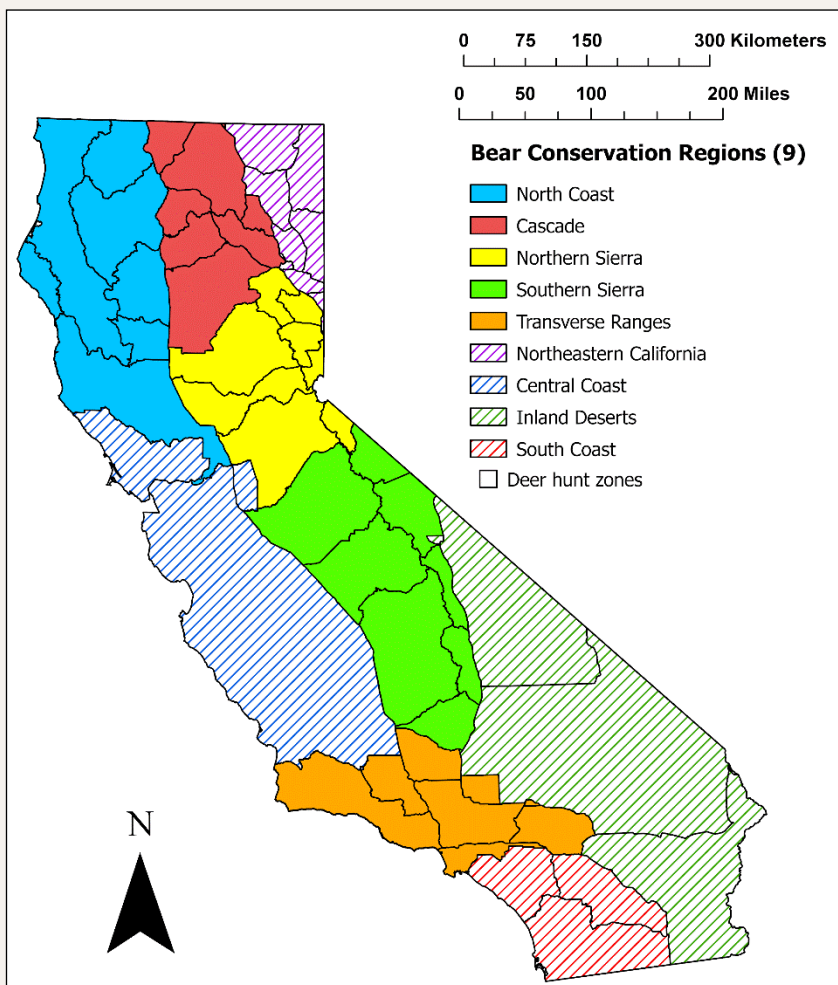 0 75 150 300 Kilometers
0 50 100 200 Miles
Bear Conservation Regions (9)
North Coast
Cascade
Northern Sierra
Southern Sierra
Transverse Ranges
Northeastern California
Central Coast
Inland Deserts
South Coast
Deer hunt zones
N